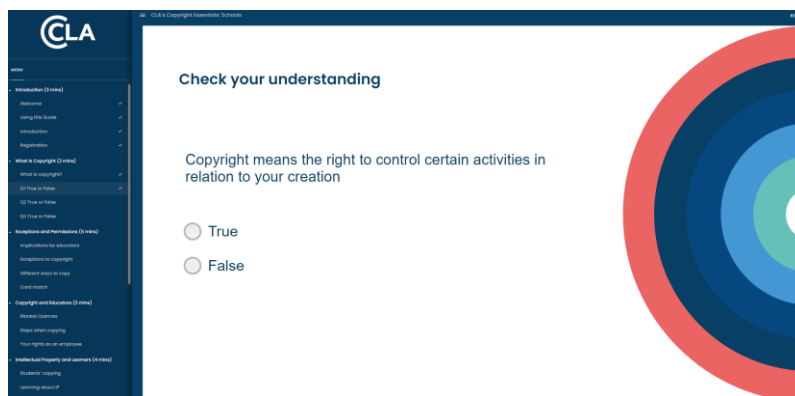 CLA
CLA's Copyright Essentials: Schools
MENU
Introduction (3 mins)
Welcome
Using this Guide
Introduction
Registration
What is Copyright (2 mins)
What is copyright?
Q1 True or False
Q2 True or False
Q3 True or False
Exceptions and Permissions (5 mins)
Implications for educators
Exceptions to copyright
Different ways to copy
Card match
Copyright and Educators (3 mins)
Blanket Licences
Steps when copying
Your rights as an employee
Intellectual Property and Learners (4 mins)
Students' copying
Learning about IP
Check your understanding
Copyright means the right to control certain activities in
relation to your creation
True
False